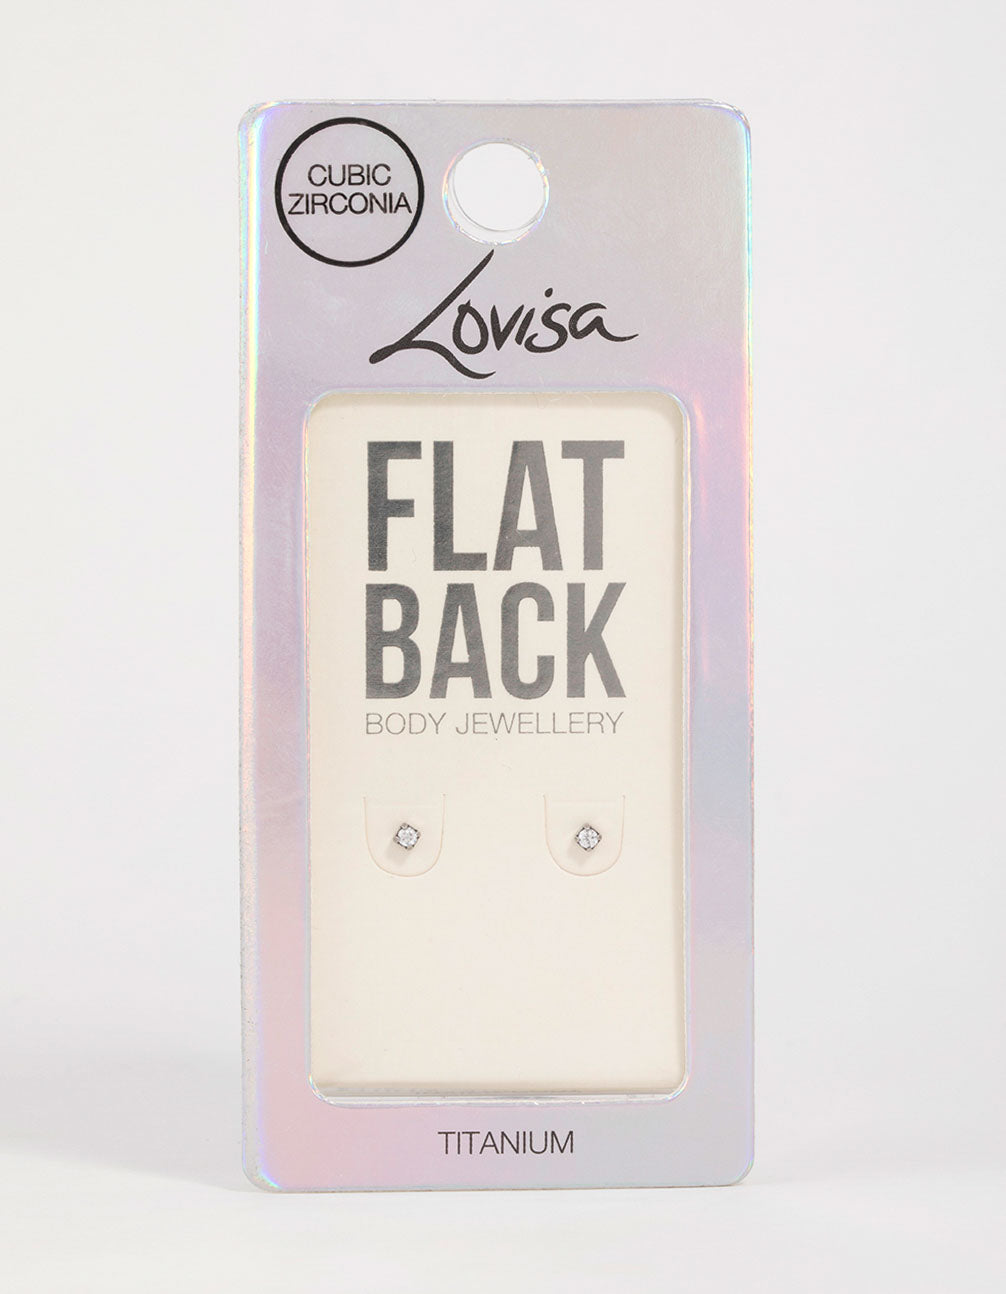 CUBIC
ZIRCONIA
Lovisa
FLAT
BACK
BODY JEWELLERY
TITANIUM